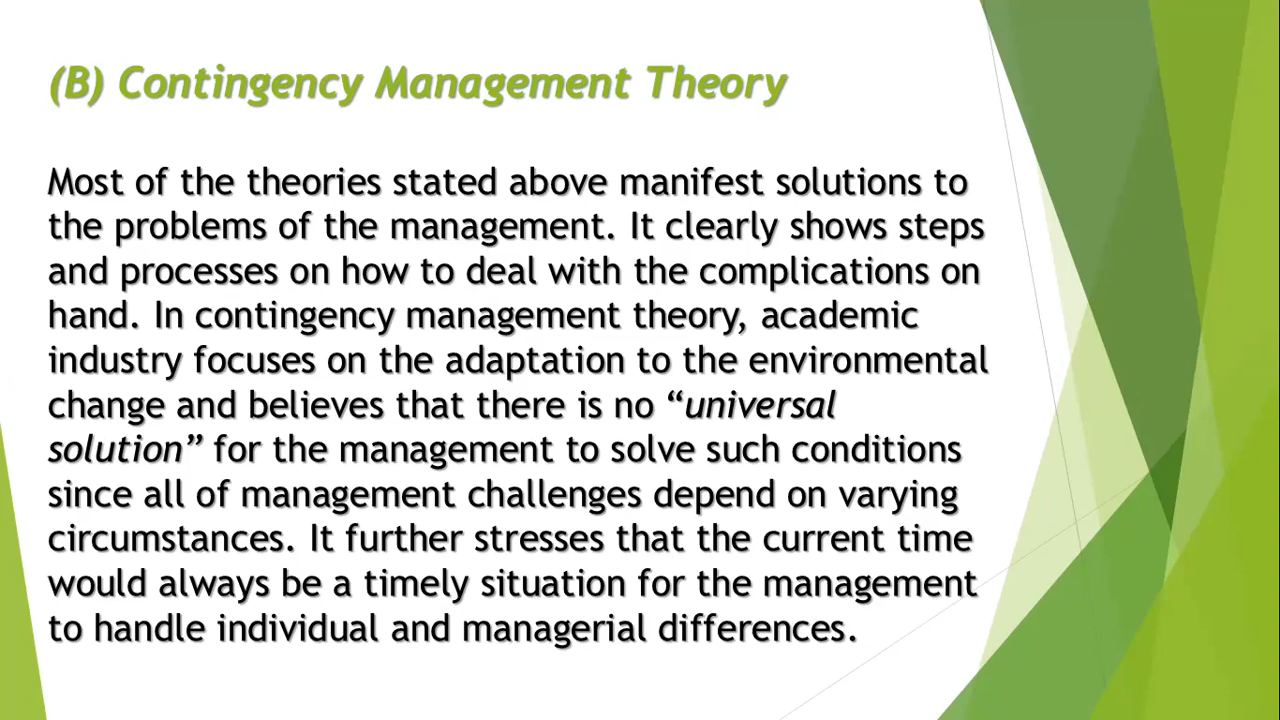 (B) Contingency Management Theory
Most of the theories stated above manifest solutions to
the problems of the management. It clearly shows steps
and processes on how to deal with the complications on
hand. In contingency management theory, academic
industry focuses on the adaptation to the environmental
change and believes that there is no “universal
solution” for the management to solve such conditions
since all of management challenges depend on varying
circumstances. It further stresses that the current time
would always be a timely situation for the management
to handle individual and managerial differences.